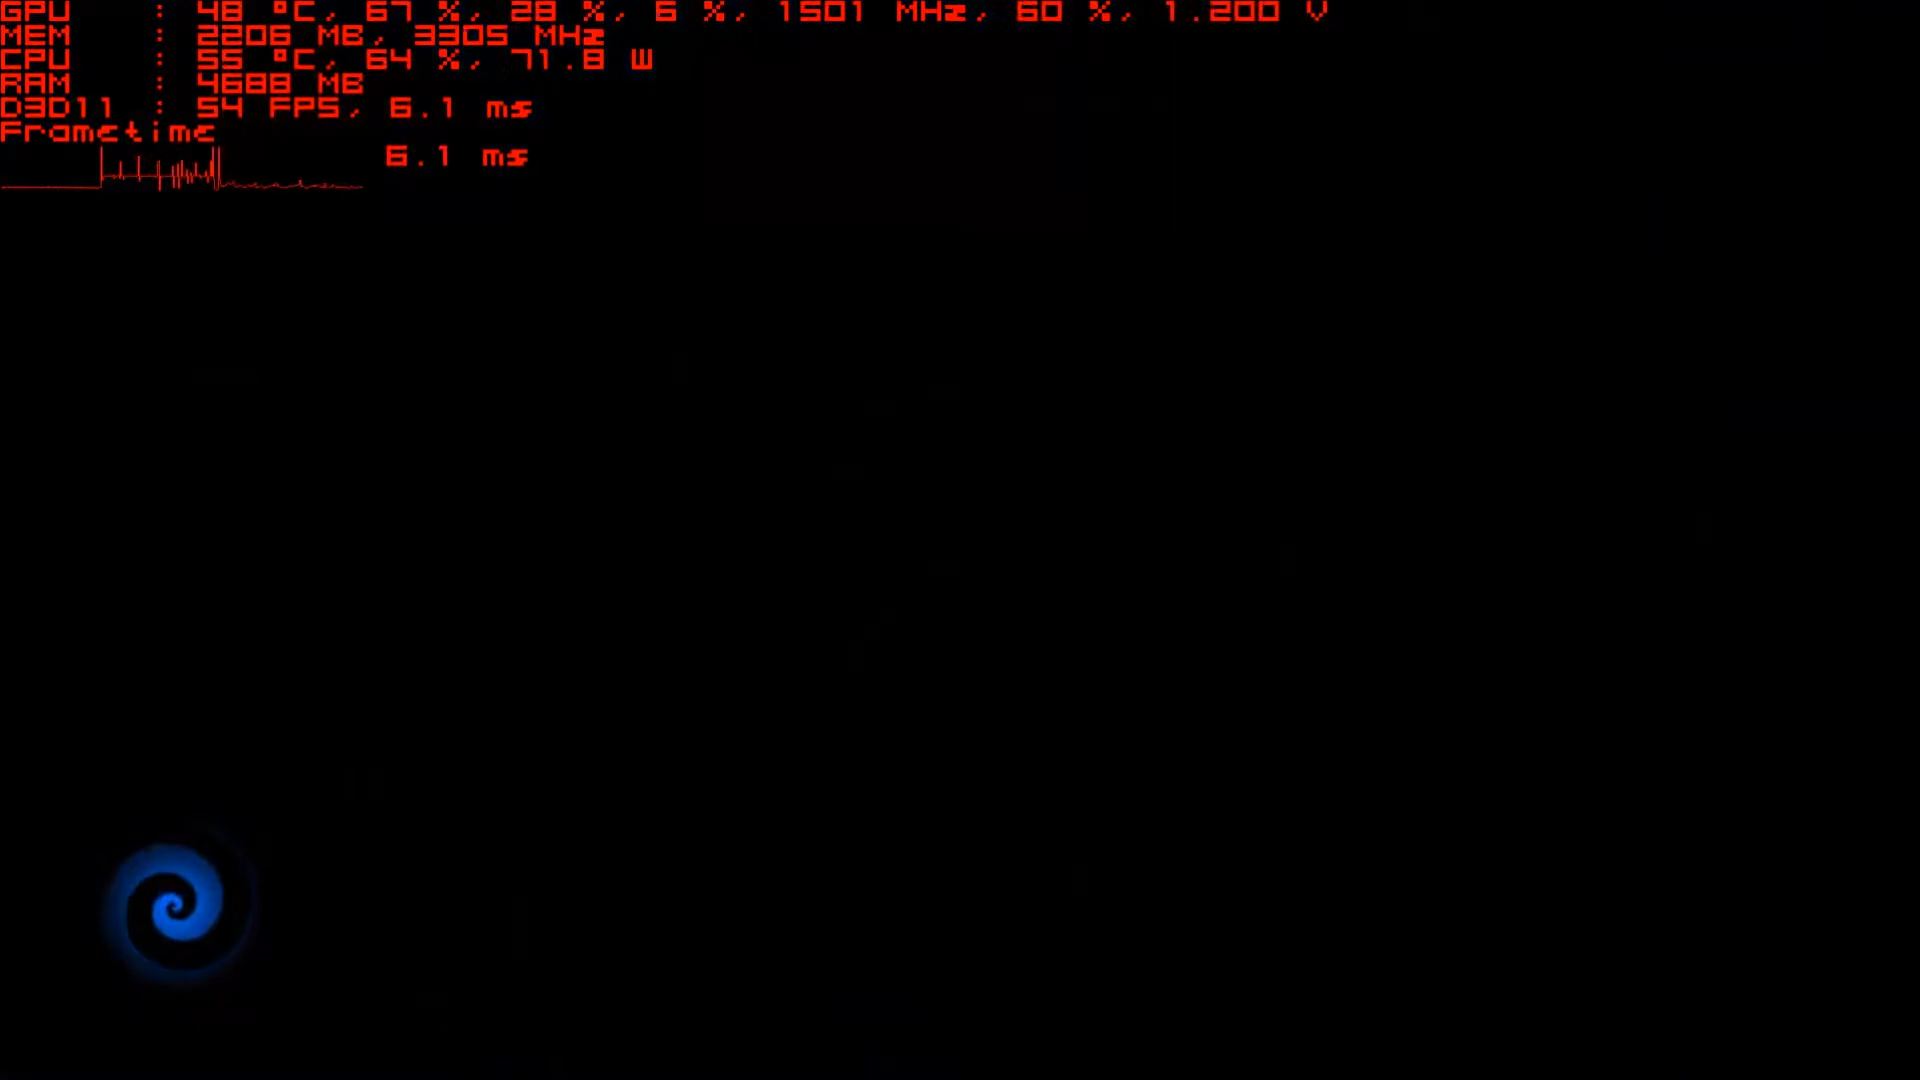 GPU : 48 °C, 67 %, 28 %, 6 %, 1501 MHz, 60 %, 1.200 V
MEM : 2206 MB, 3305 MHz
CPU : 55 °C, 64 %, 71.8 W
RAM : 4688 MB
D3D11 : 54 FPS, 6.1 ms
Frametime
6.1 ms